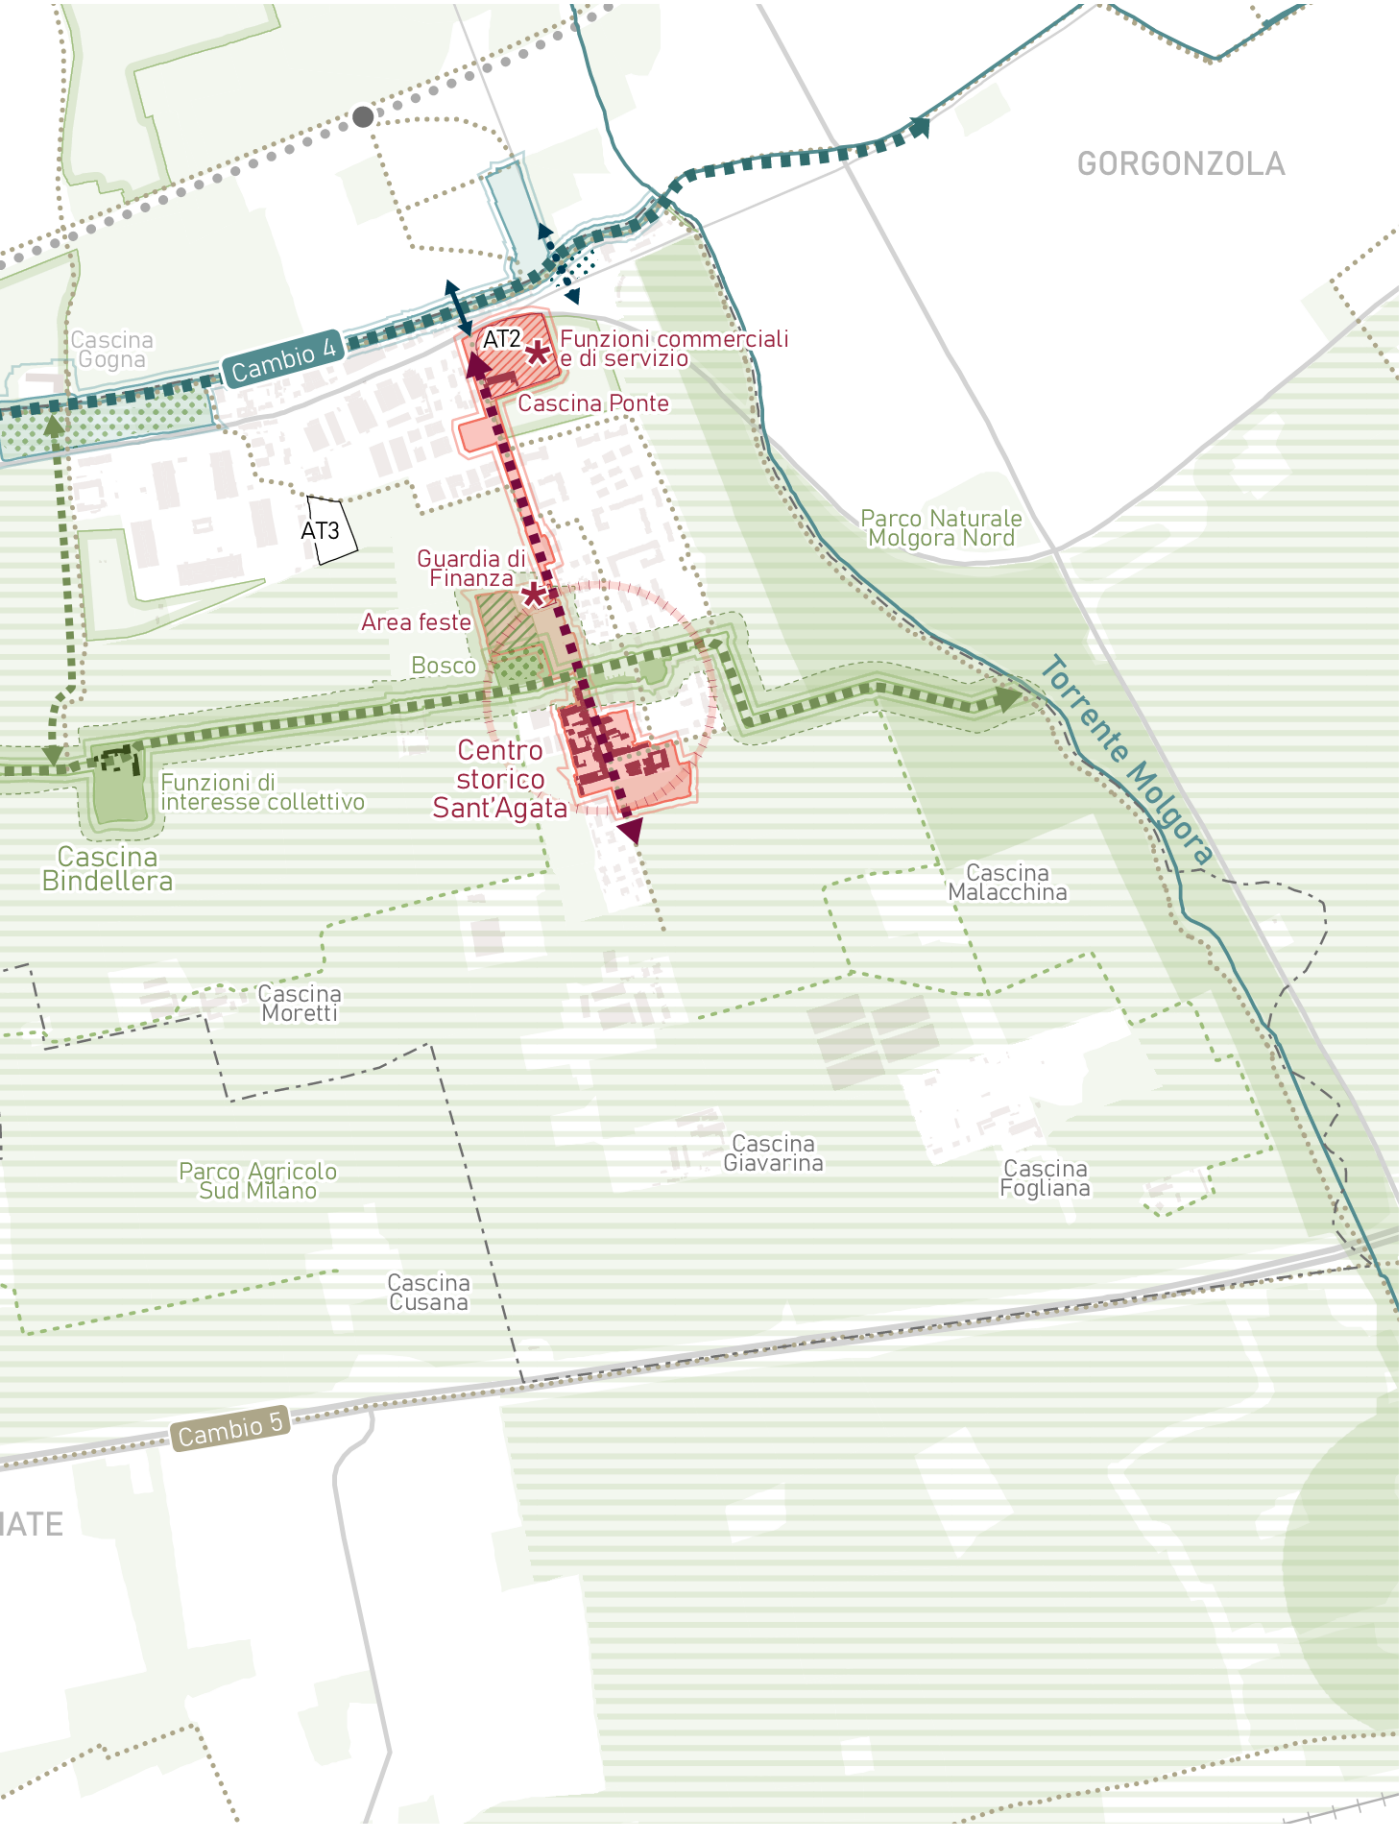 GORGONZOLA
Cascina
Gogna
Cambio 4
AT2
Funzioni commerciali
e di servizio
Cascina Ponte
AT3
Parco Naturale
Molgora Nord
Guardia di
Finanza
Area feste
Bosco
Torrente Molgora
Centro
storico
Sant'Agata
Funzioni di
interesse collettivo
Cascina
Bindellera
Cascina
Malacchina
Cascina
Moretti
Cascina
Giavarina
Cascina
Fogliana
Parco Agricolo
Sud Milano
Cascina
Cusana
Cambio 5
IATE